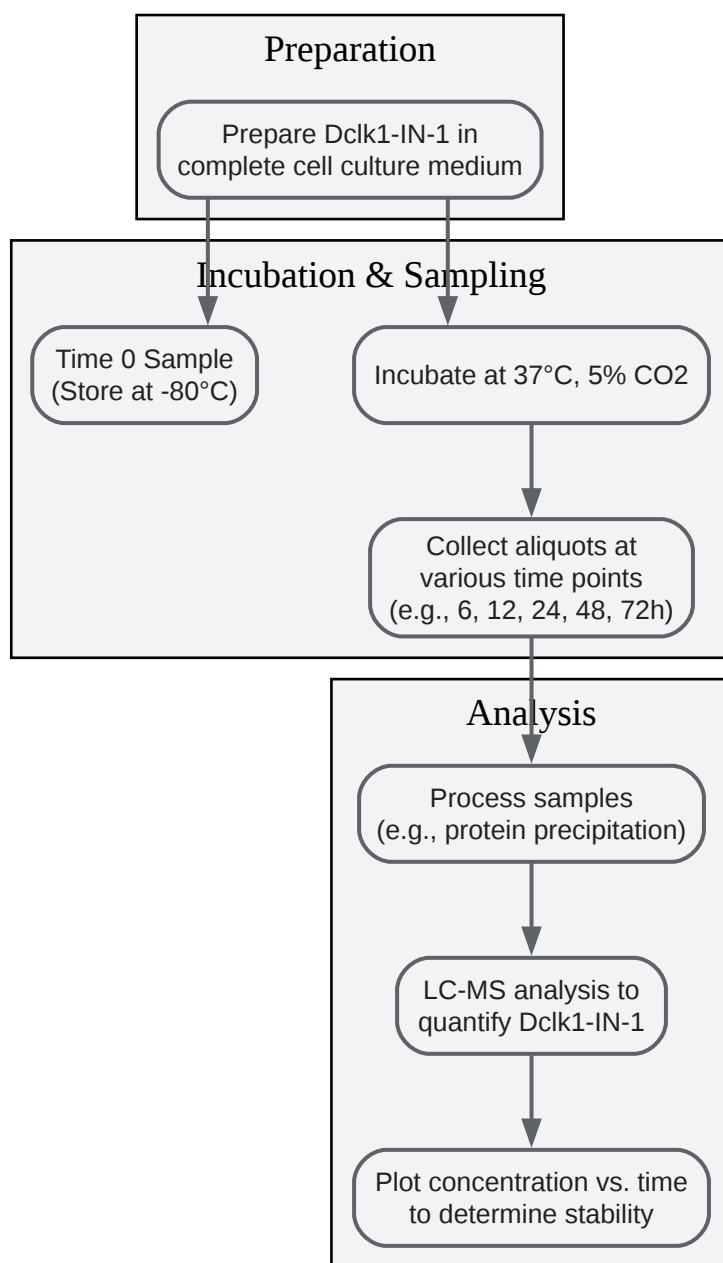 Preparation
Prepare Dclk1-IN-1 in
complete cell culture medium
Incubation & Sampling
Time 0 Sample
(Store at -80°C)
Incubate at 37°C, 5% CO2
Collect aliquots at
various time points
(e.g., 6, 12, 24, 48, 72h)
Analysis
Process samples
(e.g., protein precipitation)
LC-MS analysis to
quantify Dclk1-IN-1
Plot concentration vs. time
to determine stability